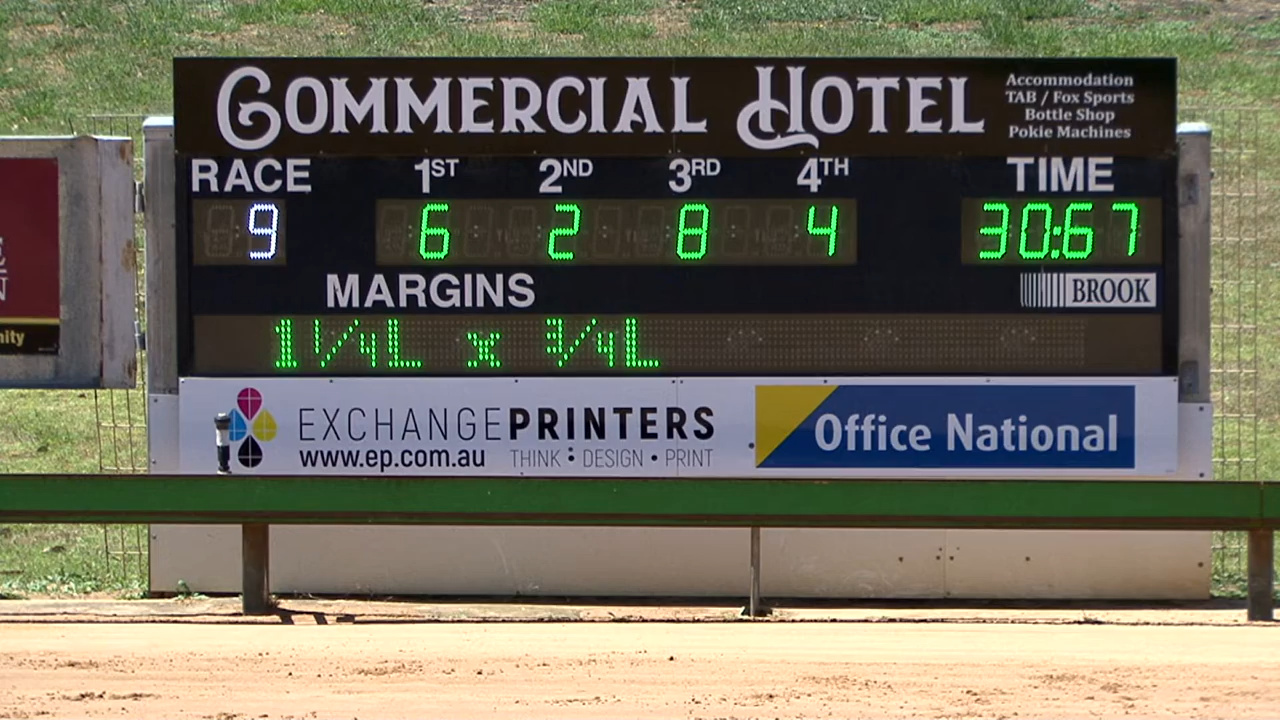 COMMERCIAL HOTEL
Accommodation
TAB / Fox Sports
Bottle Shop
Pokie Machines
RACE 1ST 2ND 3RD 4TH TIME
9 6 2 8 4 30:67
MARGINS
BROOK
1 1/4L x 3/4L
EXCHANGEPRINTERS
www.ep.com.au THINK • DESIGN • PRINT
Office National